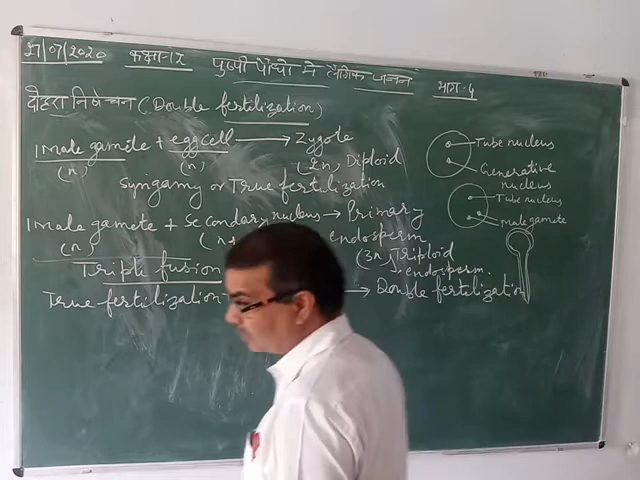 27/07/2020 कक्षा-12 पुष्पी पौधों में लैंगिक जनन भाग-4
दोहरा निषेचन (Double fertilization)
1 Male gamite + egg cell → Zygote
(n) (n) (2n) Diploid
Syngamy or True fertilization
1 Male gamete + Secondary nucleus → Primary
(n) (n+ endosperm
(3n) Triploid
endosperm.
Triple fusion
True fertilization → Double fertilization
Tube nucleus
Generative
nucleus
Tube nucleus
male gamete